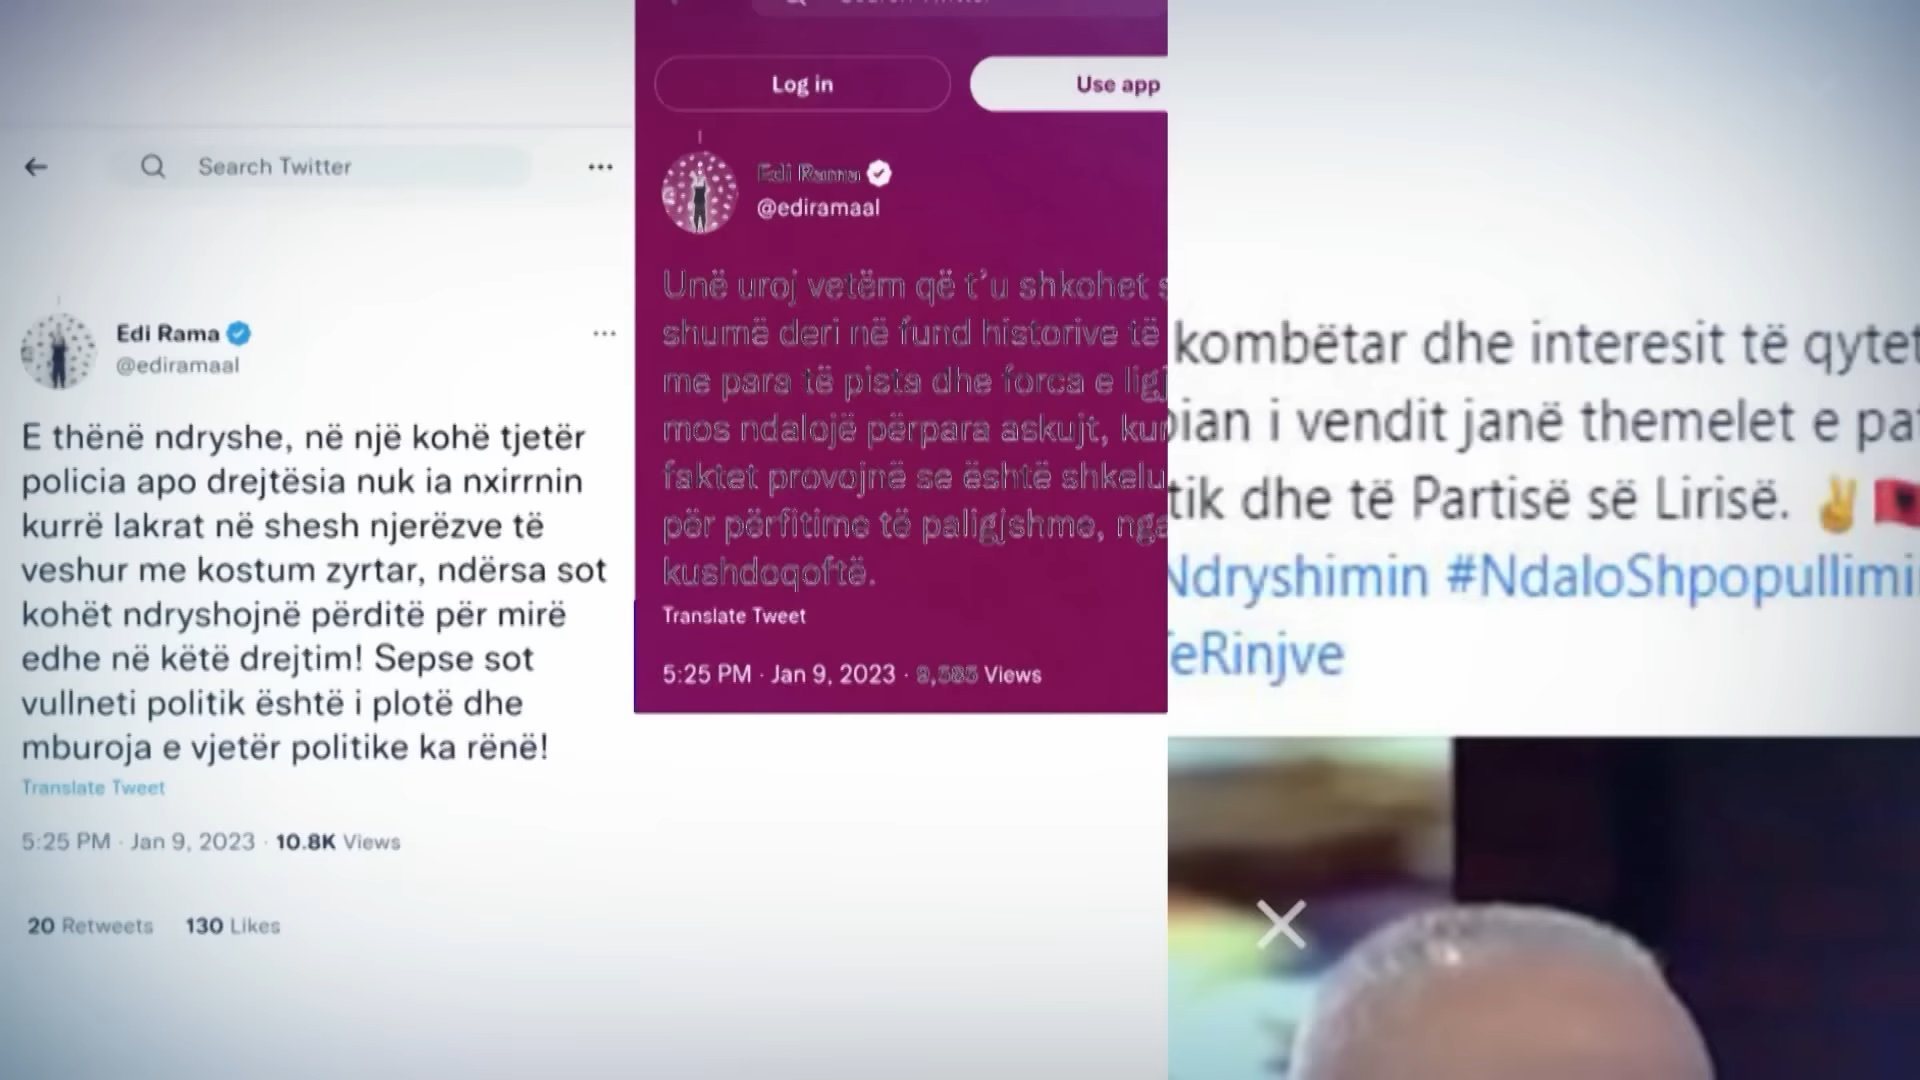 Search Twitter
Edi Rama
@ediramaal
E thënë ndryshe, në një kohë tjetër
policia apo drejtësia nuk ia nxirrnin
kurrë lakrat në shesh njerëzve të
veshur me kostum zyrtar, ndërsa sot
kohët ndryshojnë përditë për mirë
edhe në këtë drejtim! Sepse sot
vullneti politik është i plotë dhe
mburoja e vjetër politike ka rënë!
Translate Tweet
5:25 PM · Jan 9, 2023 · 10.8K Views
20 Retweets 130 Likes
Log in
Use app
Edi Rama
@ediramaal
Unë uroj vetëm që t'u shkohet
shumë deri në fund historive të
me para të pista dhe forca e ligj
mos ndalojë përpara askujt, kur
faktet provojnë se është shkelu
për përfitime të paligjshme, nga
kushdoqoftë.
Translate Tweet
5:25 PM · Jan 9, 2023 · Views
kombëtar dhe interesit të qytet
pian i vendit janë themelet e pa
tik dhe të Partisë së Lirisë. ✌️🇦🇱
Ndryshimin #NdaloShpopullimi
TeRinjve